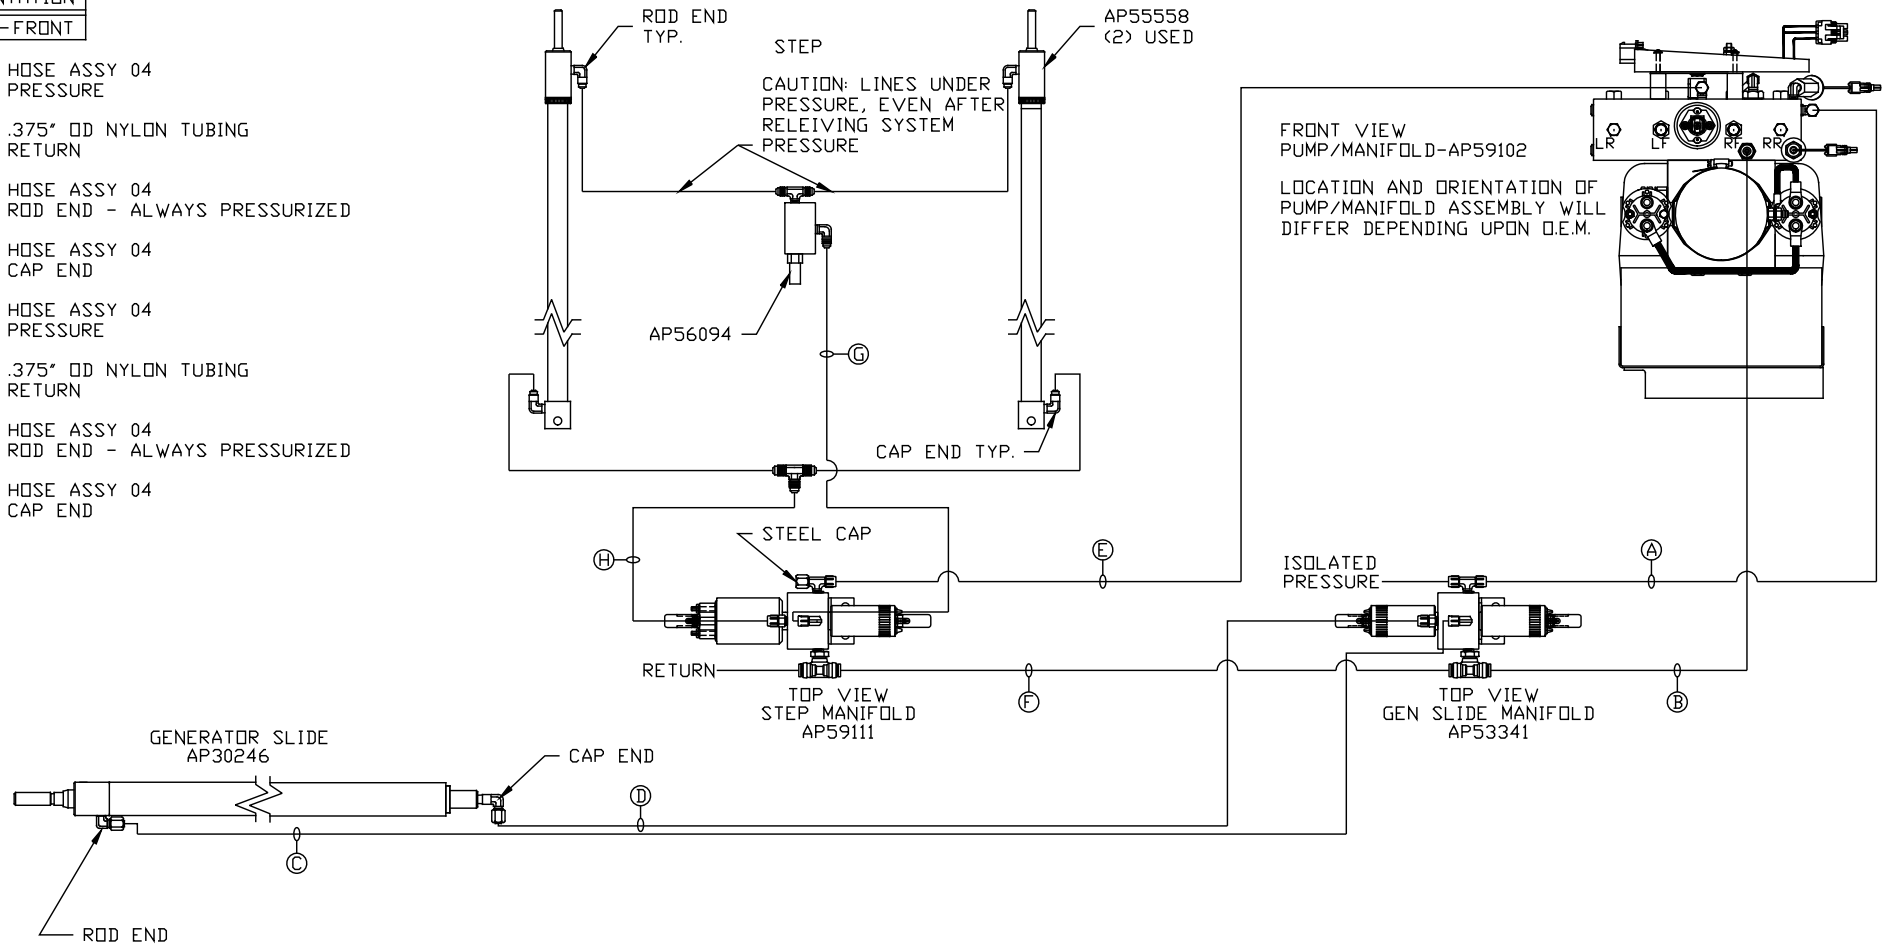 -FRONT
HOSE ASSY 04
PRESSURE
.375" OD NYLON TUBING
RETURN
HOSE ASSY 04
ROD END - ALWAYS PRESSURIZED
HOSE ASSY 04
CAP END
HOSE ASSY 04
PRESSURE
.375" OD NYLON TUBING
RETURN
HOSE ASSY 04
ROD END - ALWAYS PRESSURIZED
HOSE ASSY 04
CAP END
ROD END
TYP.
STEP
CAUTION: LINES UNDER
PRESSURE, EVEN AFTER
RELEIVING SYSTEM
PRESSURE
AP55558
(2) USED
AP56094
G
CAP END TYP.
FRONT VIEW
PUMP/MANIFOLD-AP59102
LOCATION AND ORIENTATION OF
PUMP/MANIFOLD ASSEMBLY WILL
DIFFER DEPENDING UPON O.E.M.
LR LF RF RR
STEEL CAP
H
E
ISOLATED
PRESSURE
A
RETURN
F
B
TOP VIEW
STEP MANIFOLD
AP59111
TOP VIEW
GEN SLIDE MANIFOLD
AP53341
GENERATOR SLIDE
AP30246
CAP END
D
C
ROD END